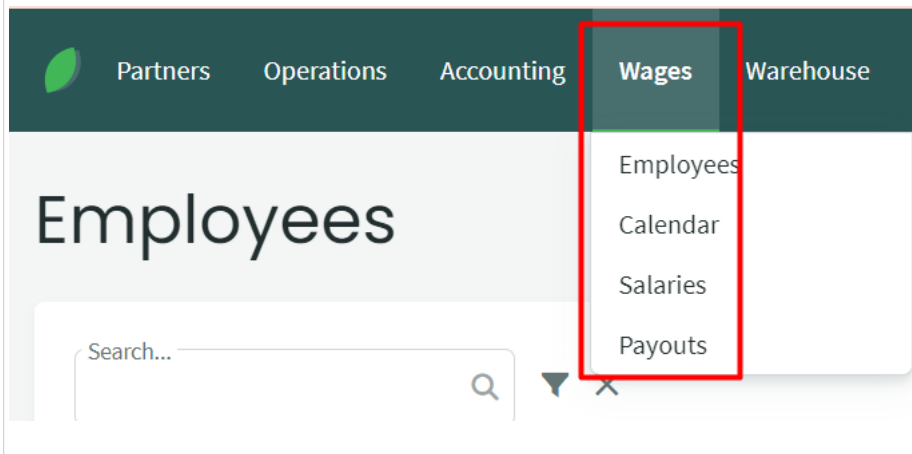 Partners Operations Accounting Wages Warehouse
Employees
Calendar
Salaries
Payouts
Employees
Search...